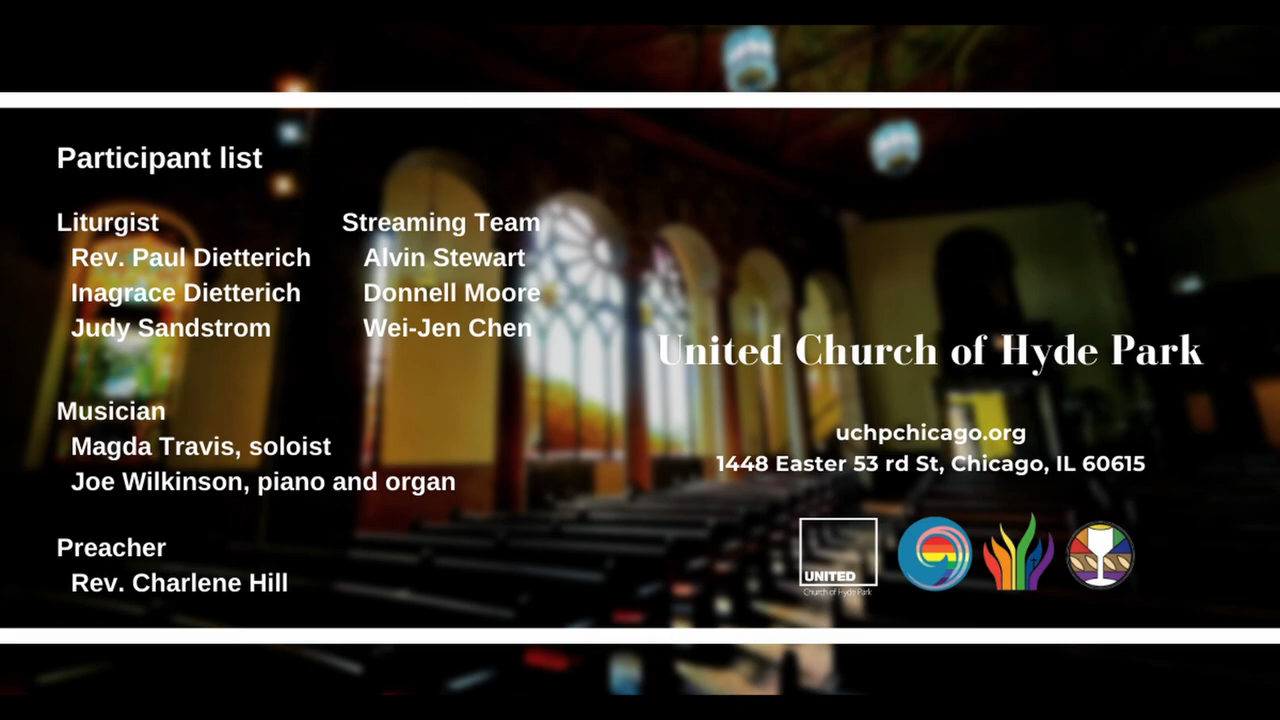 Participant list
Liturgist
Rev. Paul Dietterich
Inagrace Dietterich
Judy Sandstrom
Streaming Team
Alvin Stewart
Donnell Moore
Wei-Jen Chen
Musician
Magda Travis, soloist
Joe Wilkinson, piano and organ
Preacher
Rev. Charlene Hill
United Church of Hyde Park
uchpchicago.org
1448 Easter 53 rd St, Chicago, IL 60615
UNITED
Church of Hyde Park